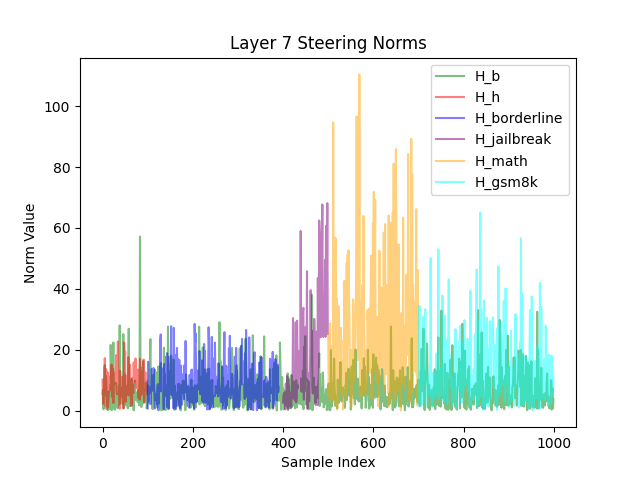 Layer 7 Steering Norms
Norm Value
100
80
60
40
20
0
H_b
H_h
H_borderline
H_jailbreak
H_math
H_gsm8k
0
200
400
600
800
1000
Sample Index